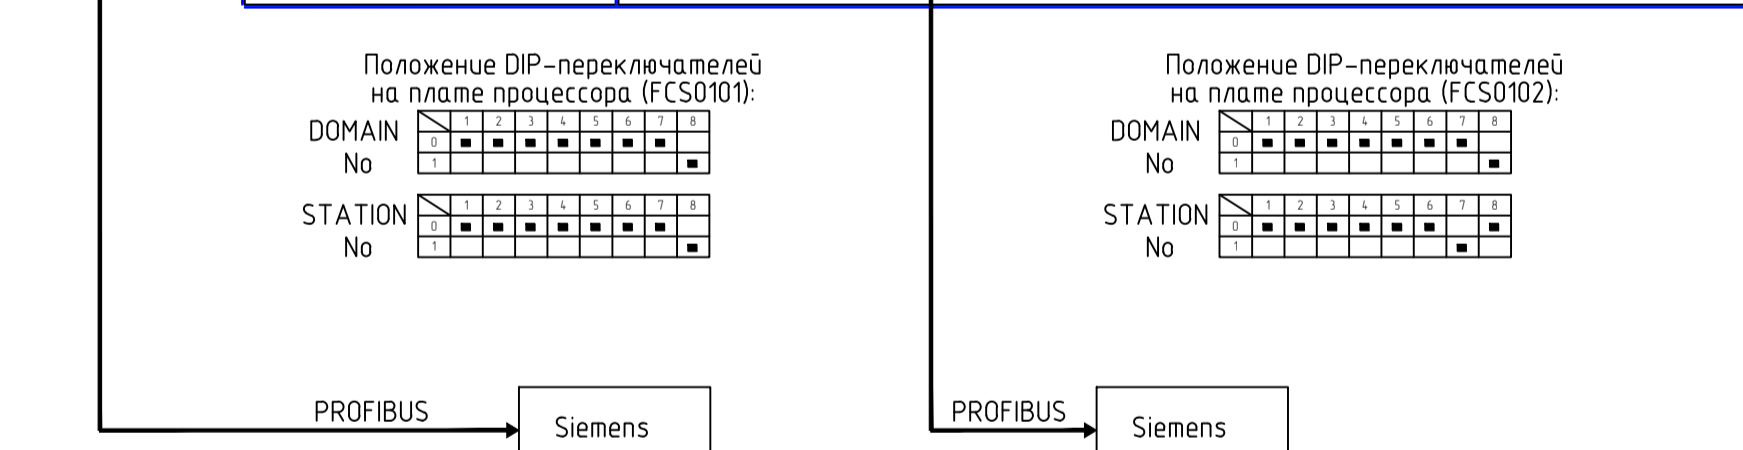 Положение DIP-переключателей
на плате процессора (FCS0101):
DOMAIN No
1 2 3 4 5 6 7 8
0
1
STATION No
1 2 3 4 5 6 7 8
0
1
PROFIBUS
Siemens
Положение DIP-переключателей
на плате процессора (FCS0102):
DOMAIN No
1 2 3 4 5 6 7 8
0
1
STATION No
1 2 3 4 5 6 7 8
0
1
PROFIBUS
Siemens